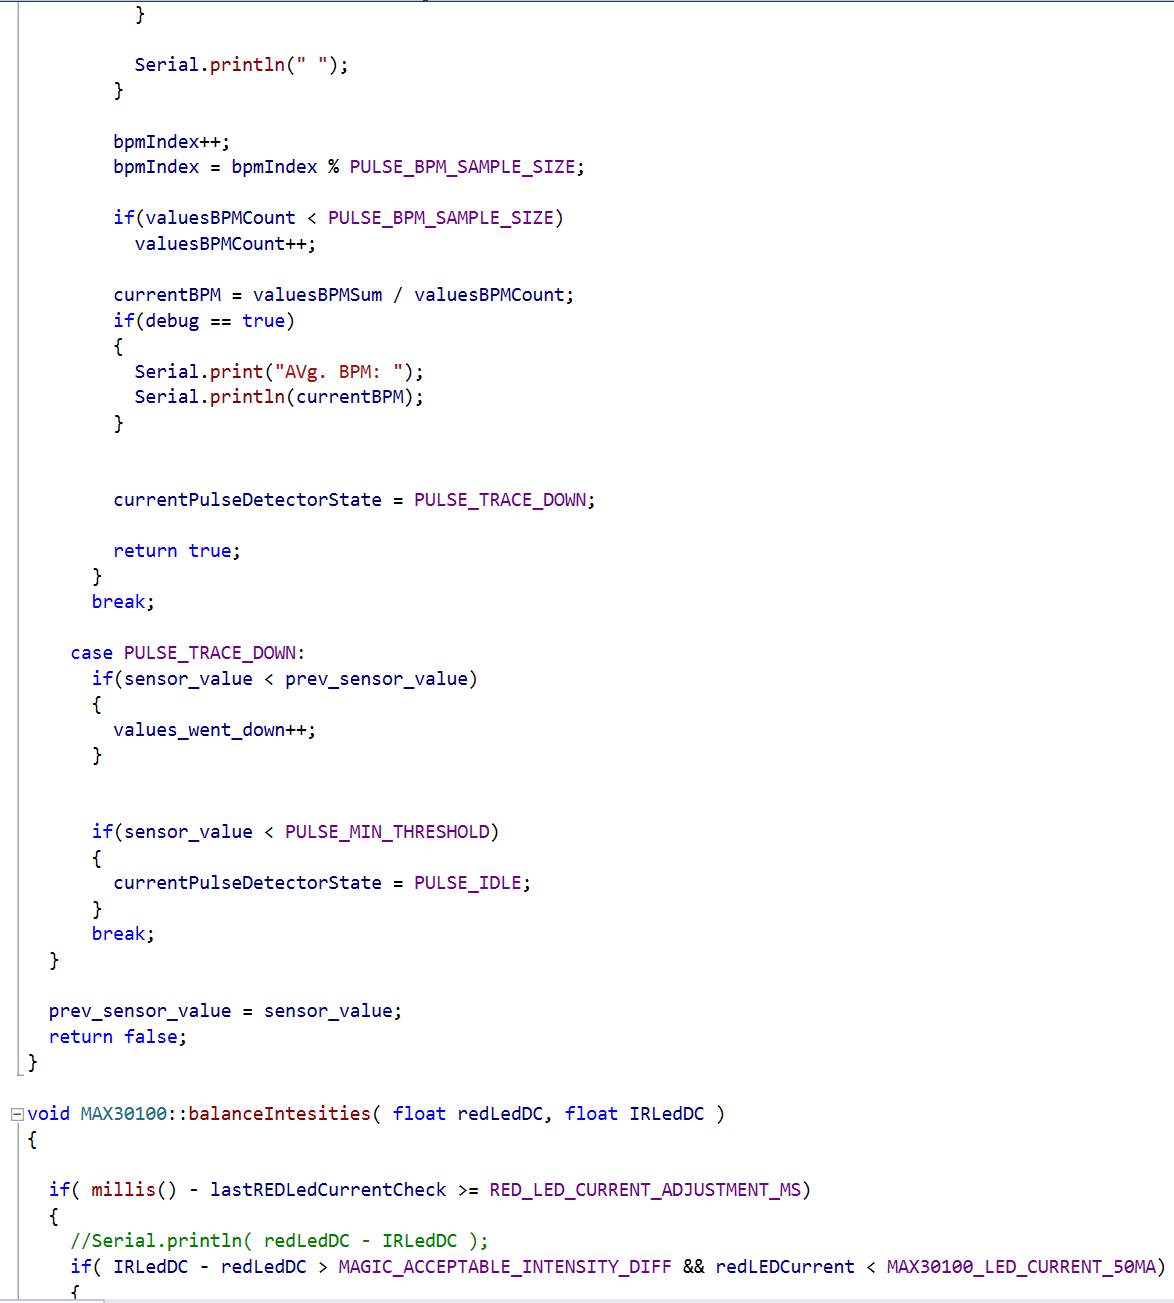 }
Serial.println(" ");
}
bpmIndex++;
bpmIndex = bpmIndex % PULSE_BPM_SAMPLE_SIZE;
if(valuesBPMCount < PULSE_BPM_SAMPLE_SIZE)
valuesBPMCount++;
currentBPM = valuesBPMSum / valuesBPMCount;
if(debug == true)
{
Serial.print("AVg. BPM: ");
Serial.println(currentBPM);
}
currentPulseDetectorState = PULSE_TRACE_DOWN;
return true;
}
break;
case PULSE_TRACE_DOWN:
if(sensor_value < prev_sensor_value)
{
values_went_down++;
}
if(sensor_value < PULSE_MIN_THRESHOLD)
{
currentPulseDetectorState = PULSE_IDLE;
}
break;
}
prev_sensor_value = sensor_value;
return false;
}
void MAX30100::balanceIntesities( float redLedDC, float IRLedDC )
{
if( millis() - lastREDLedCurrentCheck >= RED_LED_CURRENT_ADJUSTMENT_MS)
{
//Serial.println( redLedDC - IRLedDC );
if( IRLedDC - redLedDC > MAGIC_ACCEPTABLE_INTENSITY_DIFF && redLEDCurrent < MAX30100_LED_CURRENT_50MA)
{